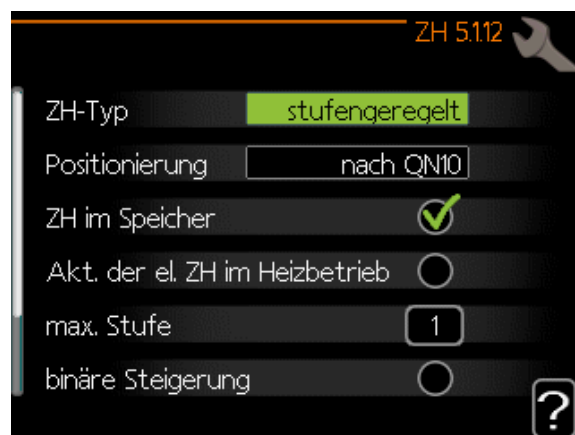 ZH 5.1.12
ZH-Typ stufengeregelt
Positionierung nach QN10
ZH im Speicher
Akt. der el. ZH im Heizbetrieb
max. Stufe 1
binäre Steigerung
?